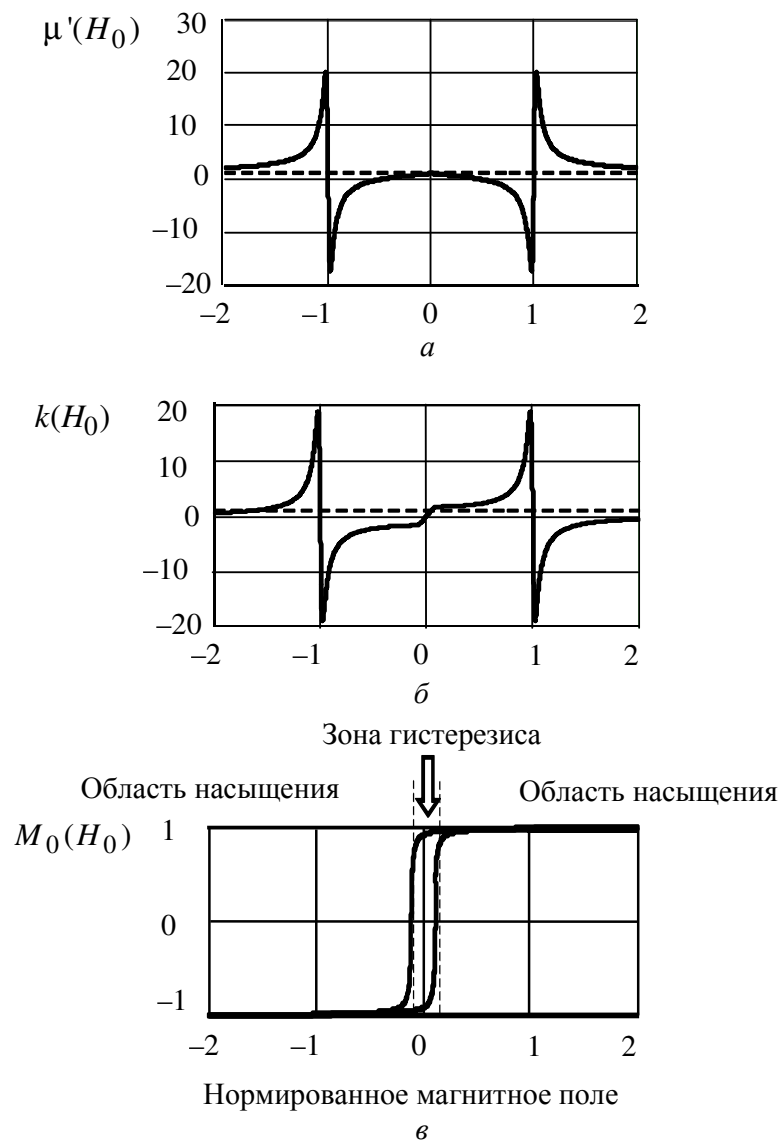 μ'(H0)
30
20
10
0
–10
–20
–2 –1 0 1 2
а
k(H0)
20
10
0
–10
–20
–2 –1 0 1 2
б
Зона гистерезиса
Область насыщения Область насыщения
M0(H0)
1
0
–1
–2 –1 0 1 2
Нормированное магнитное поле
в